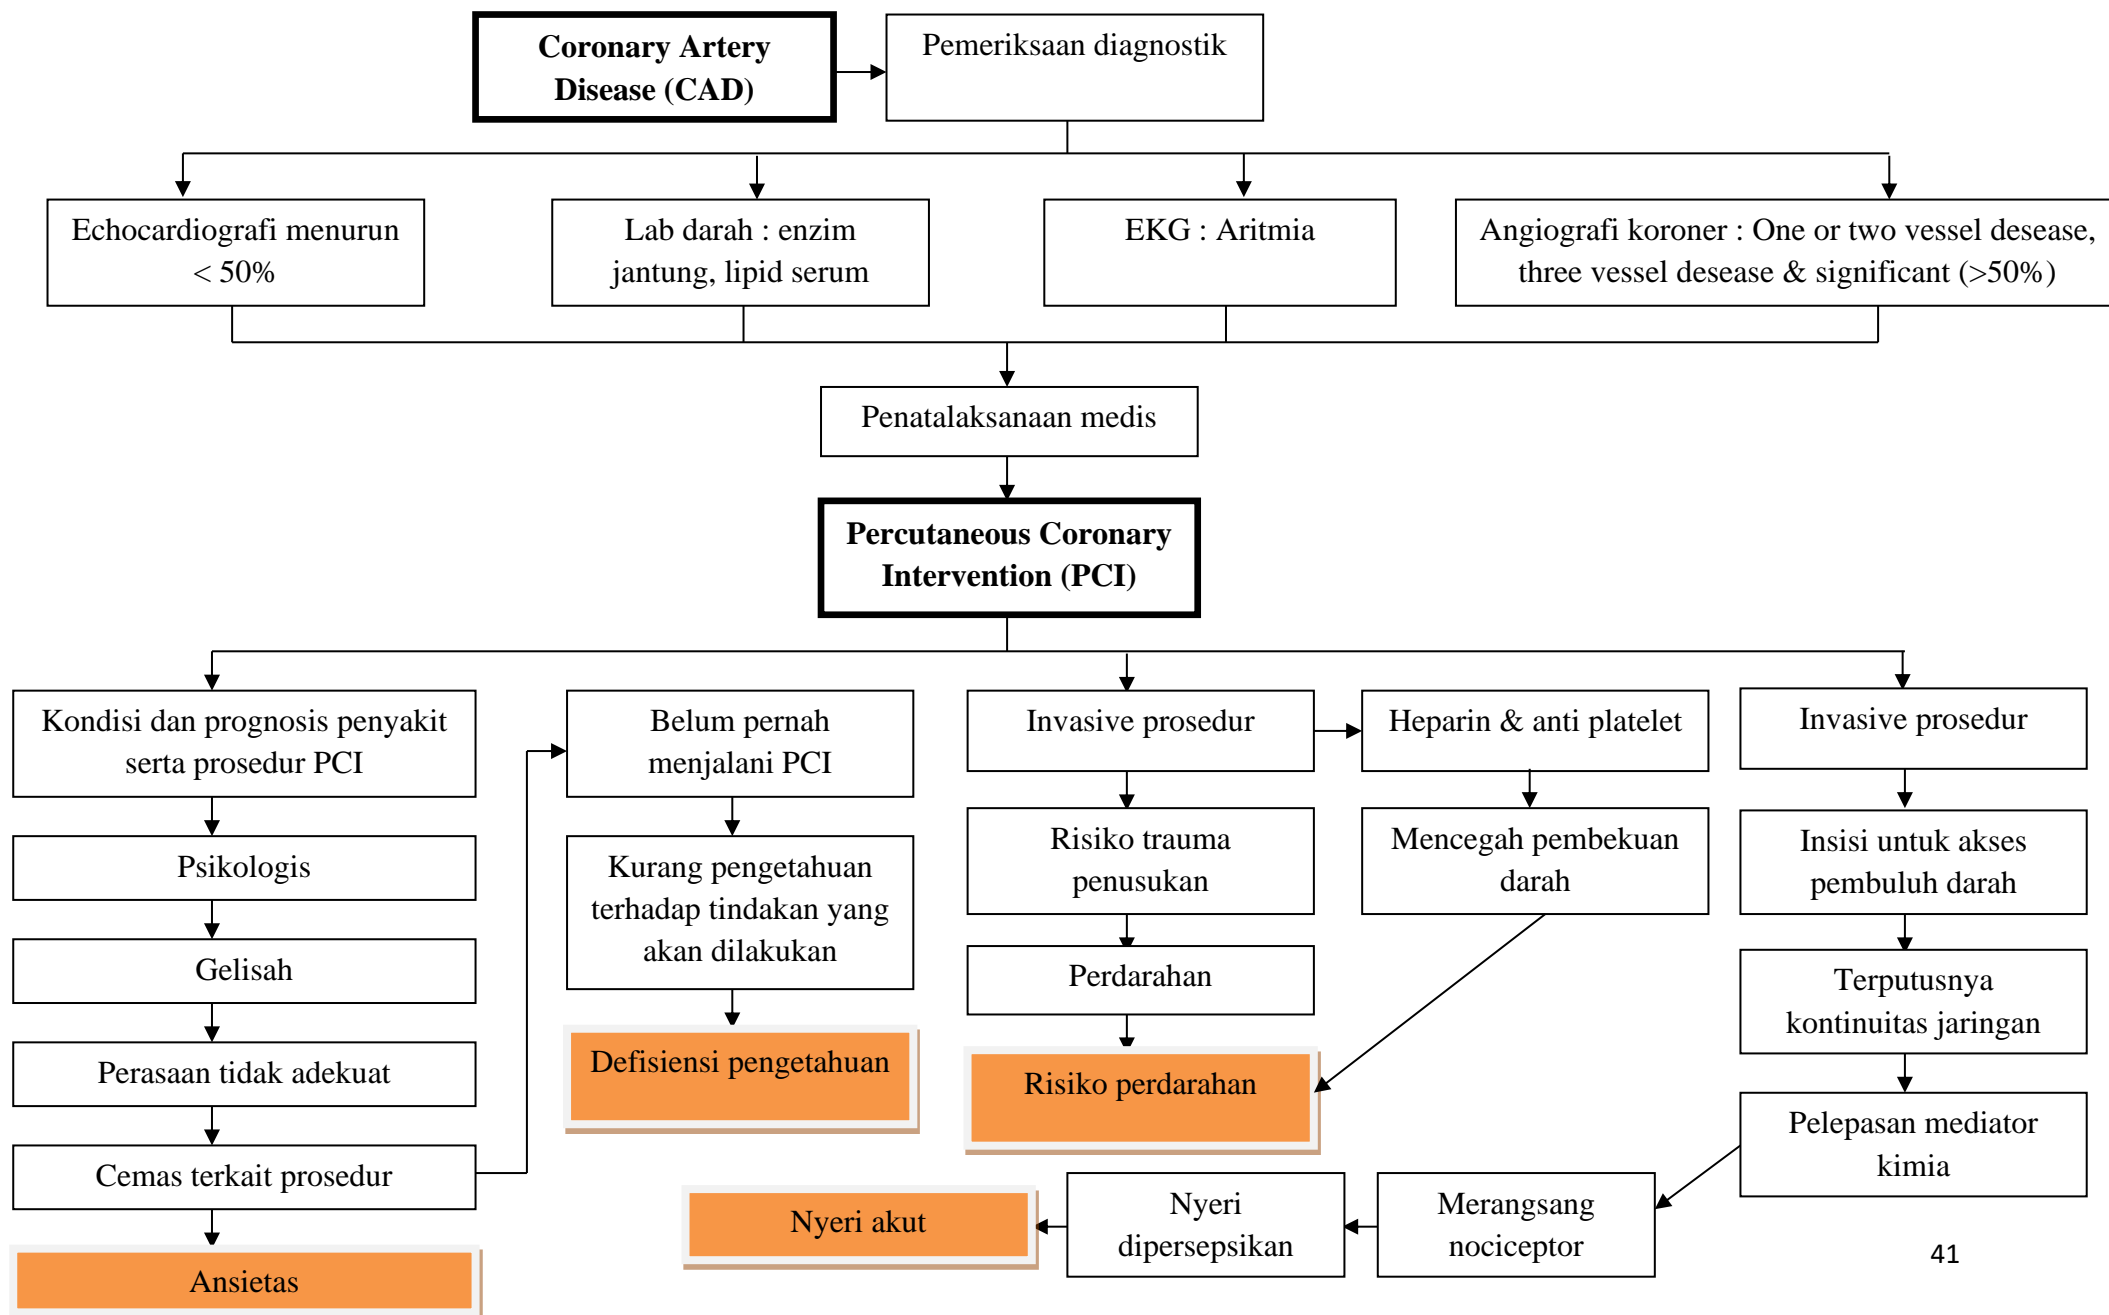 Coronary Artery
Disease (CAD)
Pemeriksaan diagnostik
Echocardiografi menurun
< 50%
Lab darah : enzim
jantung, lipid serum
EKG : Aritmia
Angiografi koroner : One or two vessel desease,
three vessel desease & significant (>50%)
Penatalaksanaan medis
Percutaneous Coronary
Intervention (PCI)
Kondisi dan prognosis penyakit
serta prosedur PCI
Psikologis
Gelisah
Perasaan tidak adekuat
Cemas terkait prosedur
Ansietas
Belum pernah
menjalani PCI
Kurang pengetahuan
terhadap tindakan yang
akan dilakukan
Defisiensi pengetahuan
Invasive prosedur
Risiko trauma
penusukan
Perdarahan
Risiko perdarahan
Heparin & anti platelet
Mencegah pembekuan
darah
Invasive prosedur
Insisi untuk akses
pembuluh darah
Terputusnya
kontinuitas jaringan
Pelepasan mediator
kimia
Merangsang
nociceptor
Nyeri
dipersepsikan
Nyeri akut
41